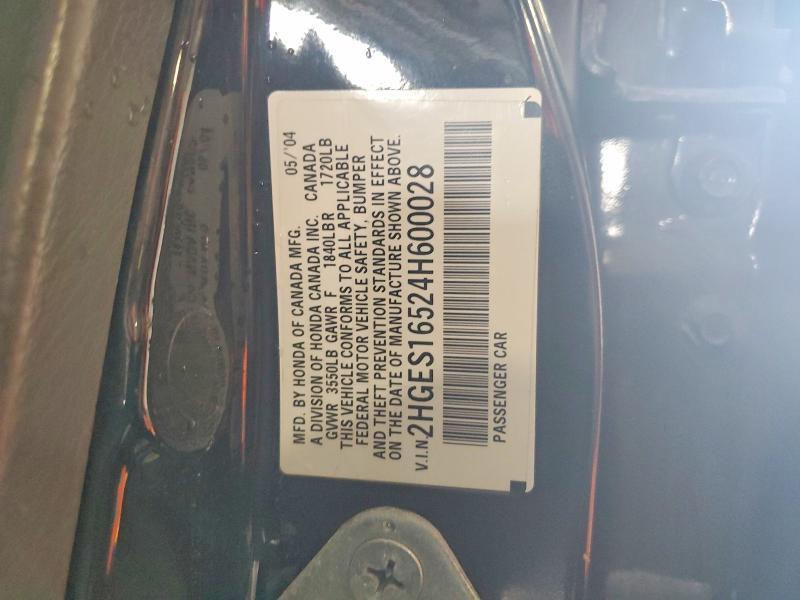 MFD. BY HONDA OF CANADA MFG. 05/'04
A DIVISION OF HONDA CANADA INC. CANADA
GVWR 3550LB GAWR F 1840LBR 1720LB
THIS VEHICLE CONFORMS TO ALL APPLICABLE
FEDERAL MOTOR VEHICLE SAFETY, BUMPER
AND THEFT PREVENTION STANDARDS IN EFFECT
ON THE DATE OF MANUFACTURE SHOWN ABOVE.
V.I.N. 2HGES16524H600028
PASSENGER CAR